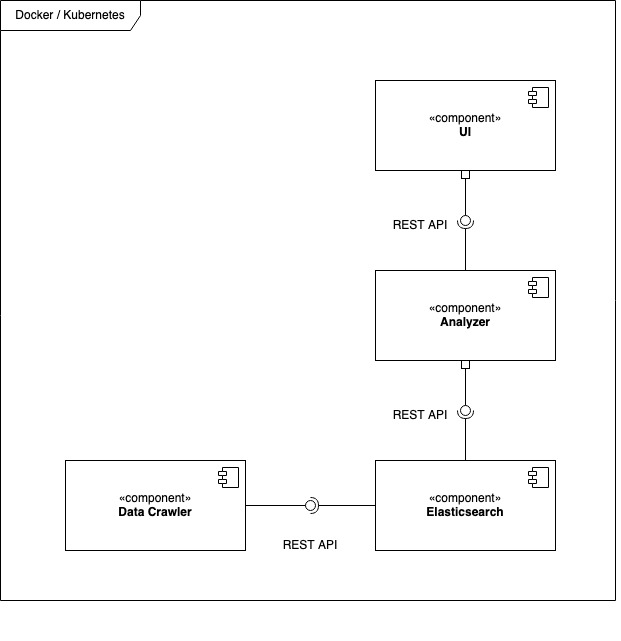 Docker / Kubernetes
«component»
UI
REST API
«component»
Analyzer
REST API
«component»
Data Crawler
«component»
Elasticsearch
REST API